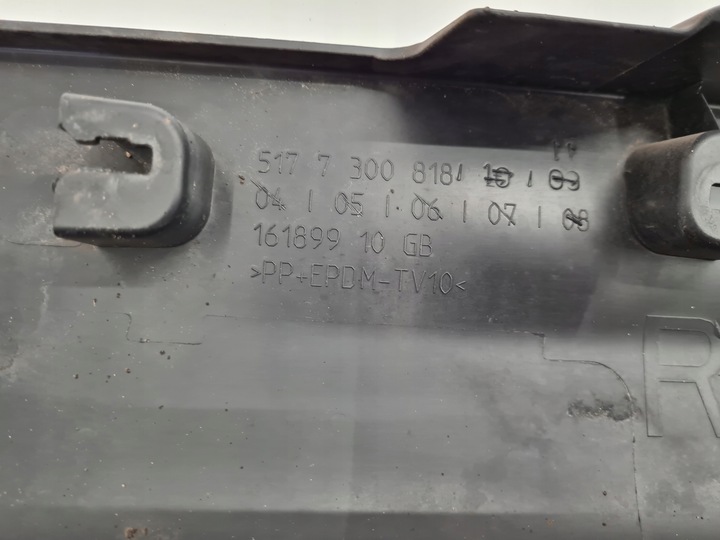 11
517 7 300 818 / 10 / 09
04 | 05 | 06 | 07 | 08
161899 10 GB
>PP+EPDM-TV10<
R